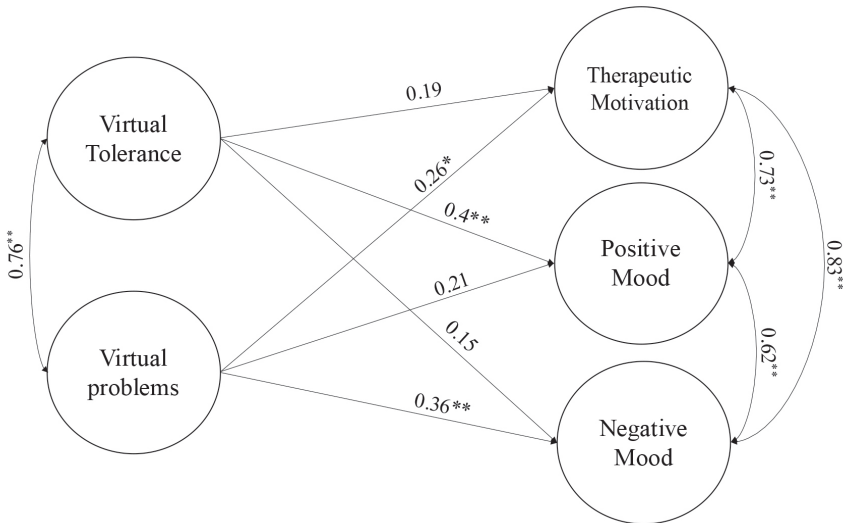 Virtual
Tolerance
Virtual
problems
0.76**
0.19
0.26*
0.4**
0.21
0.15
0.36**
Therapeutic
Motivation
Positive
Mood
Negative
Mood
0.73**
0.83**
0.62**